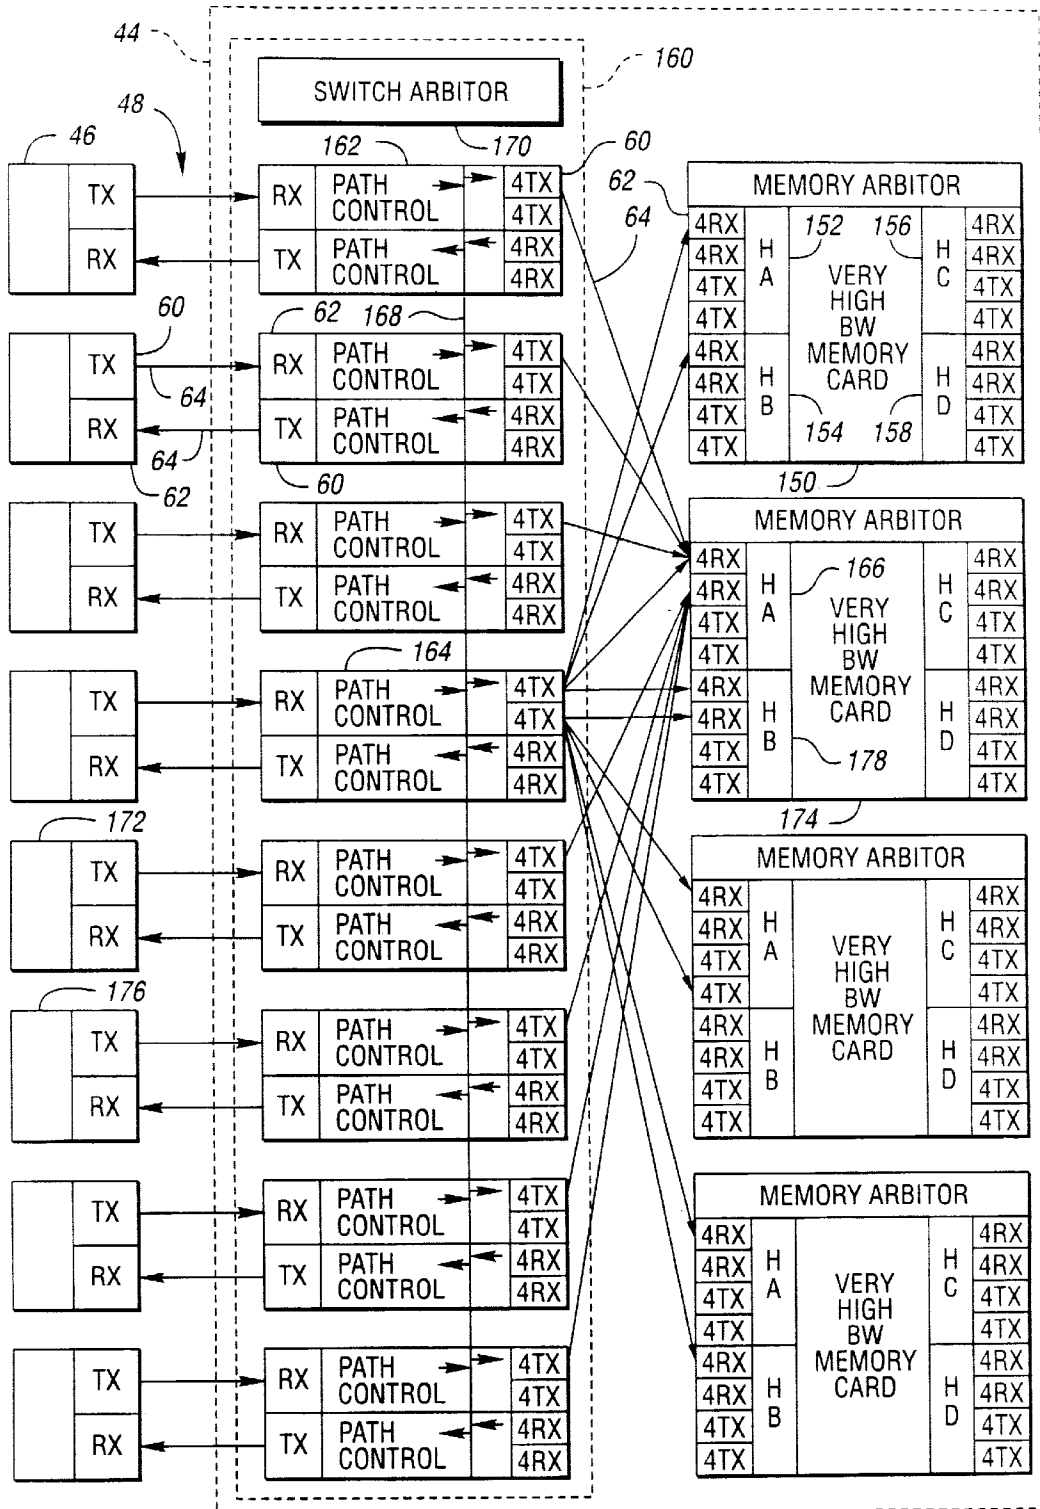 44
160
SWITCH ARBITOR
170
48
46
TX
RX
60
TX
RX
64
64
62
TX
RX
TX
RX
172
TX
RX
176
TX
RX
TX
RX
TX
RX
162
60
RX
PATH
CONTROL
4TX
4TX
TX
PATH
CONTROL
4RX
4RX
64
62
168
RX
PATH
CONTROL
4TX
4TX
TX
PATH
CONTROL
4RX
4RX
60
RX
PATH
CONTROL
4TX
4TX
TX
PATH
CONTROL
4RX
4RX
164
RX
PATH
CONTROL
4TX
4TX
TX
PATH
CONTROL
4RX
4RX
RX
PATH
CONTROL
4TX
4TX
TX
PATH
CONTROL
4RX
4RX
RX
PATH
CONTROL
4TX
4TX
TX
PATH
CONTROL
4RX
4RX
RX
PATH
CONTROL
4TX
4TX
TX
PATH
CONTROL
4RX
4RX
RX
PATH
CONTROL
4TX
4TX
TX
PATH
CONTROL
4RX
4RX
62
MEMORY ARBITOR
4RX
4RX
4TX
4TX
4RX
4RX
4TX
4TX
H
A
H
B
152
156
VERY
HIGH
BW
MEMORY
CARD
154
158
H
C
H
D
4RX
4RX
4TX
4TX
4RX
4RX
4TX
4TX
150
MEMORY ARBITOR
4RX
4RX
4TX
4TX
4RX
4RX
4TX
4TX
H
A
H
B
166
VERY
HIGH
BW
MEMORY
CARD
178
H
C
H
D
4RX
4RX
4TX
4TX
4RX
4RX
4TX
4TX
174
MEMORY ARBITOR
4RX
4RX
4TX
4TX
4RX
4RX
4TX
4TX
H
A
H
B
VERY
HIGH
BW
MEMORY
CARD
H
C
H
D
4RX
4RX
4TX
4TX
4RX
4RX
4TX
4TX
MEMORY ARBITOR
4RX
4RX
4TX
4TX
4RX
4RX
4TX
4TX
H
A
H
B
VERY
HIGH
BW
MEMORY
CARD
H
C
H
D
4RX
4RX
4TX
4TX
4RX
4RX
4TX
4TX